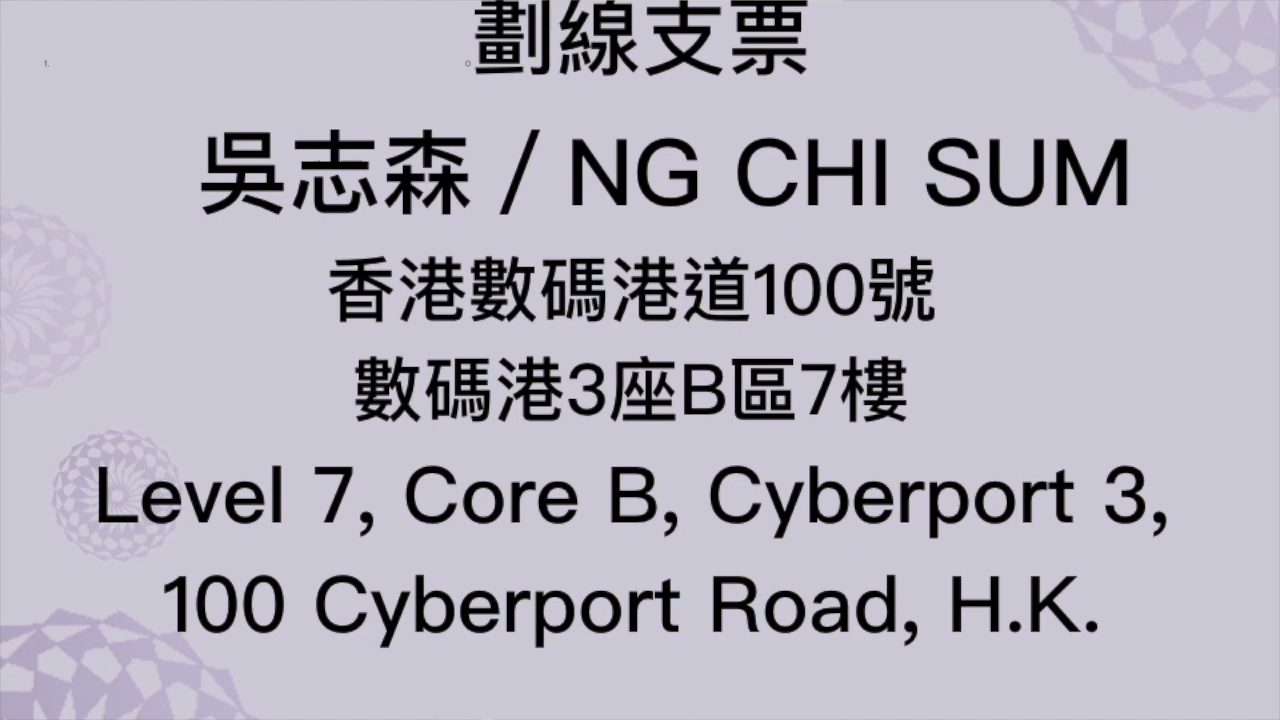 劃線支票
吳志森 / NG CHI SUM
香港數碼港道100號
數碼港3座B區7樓
Level 7, Core B, Cyberport 3,
100 Cyberport Road, H.K.